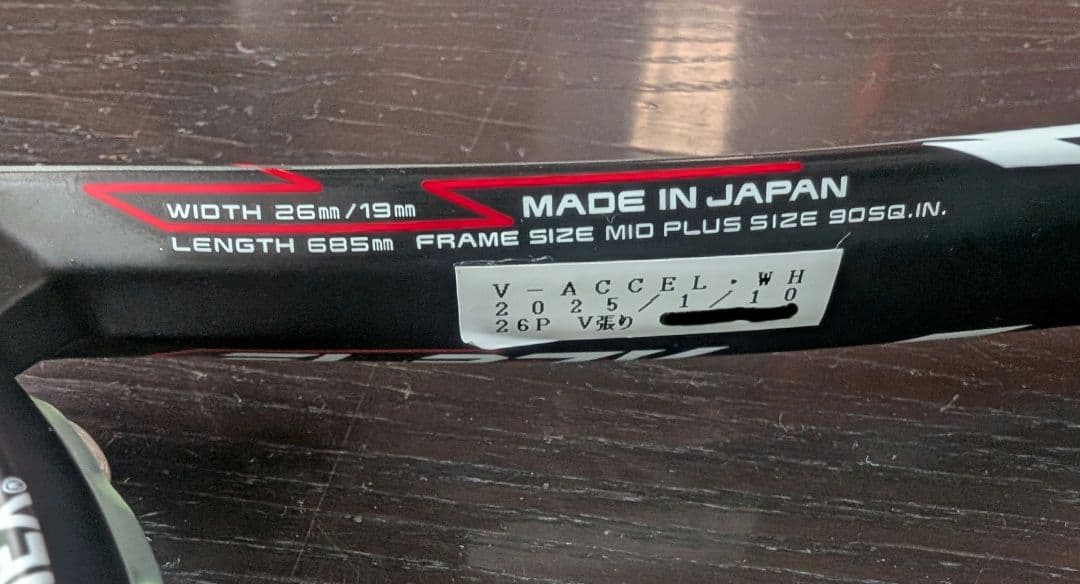 WIDTH 26mm/19mm
MADE IN JAPAN
LENGTH 685mm FRAME SIZE MID PLUS SIZE 90SQ.IN.
V-ACCEL・WH
2025/1/10
26P V張り